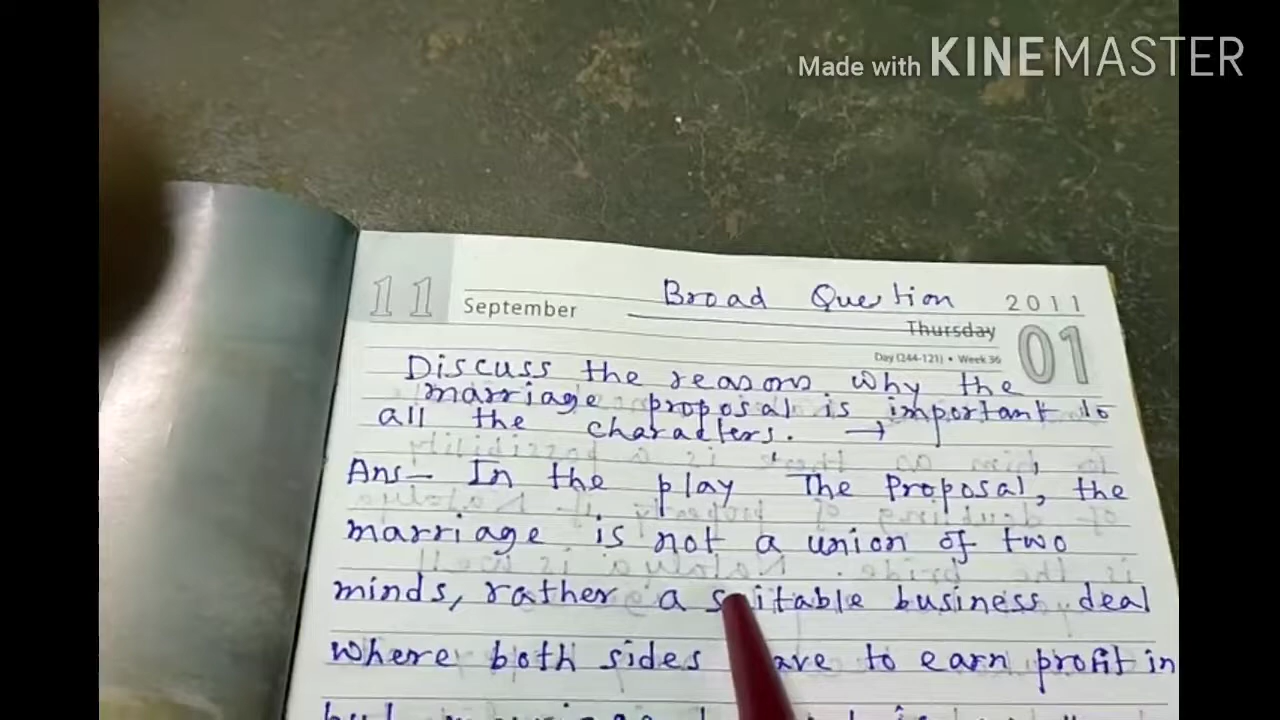 Made with KINEMASTER
11 September
Broad Question
2011
Thursday
01
Day (244-121) • Week 36
Discuss the reasons why the
marriage proposal is important to
all the characters. →
Ans- In the play The Proposal, the
marriage is not a union of two
minds, rather a suitable business deal
where both sides have to earn profit in